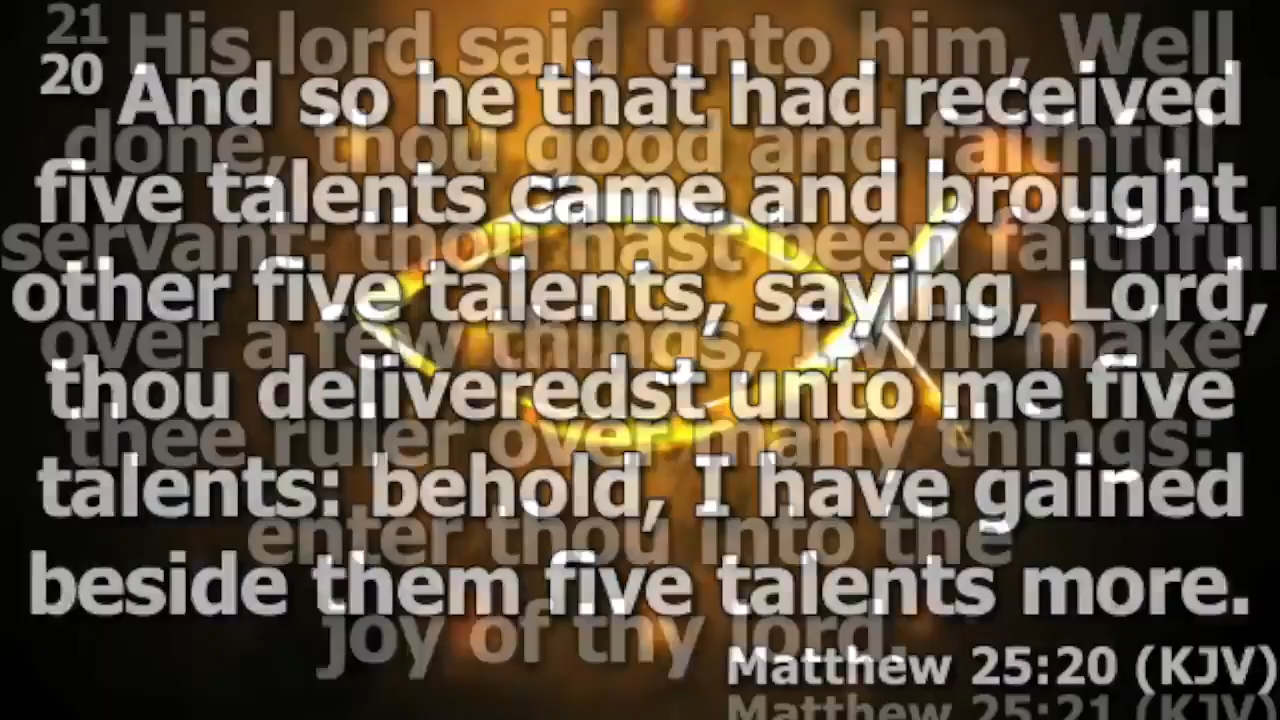 20 And so he that had received
five talents came and brought
other five talents, saying, Lord,
thou deliveredst unto me five
talents: behold, I have gained
beside them five talents more.
Matthew 25:20 (KJV)
21 His lord said unto him, Well
done, thou good and faithful
servant: thou hast been faithful
over a few things, I will make
thee ruler over many things:
enter thou into the
joy of thy lord.
Matthew 25:21 (KJV)